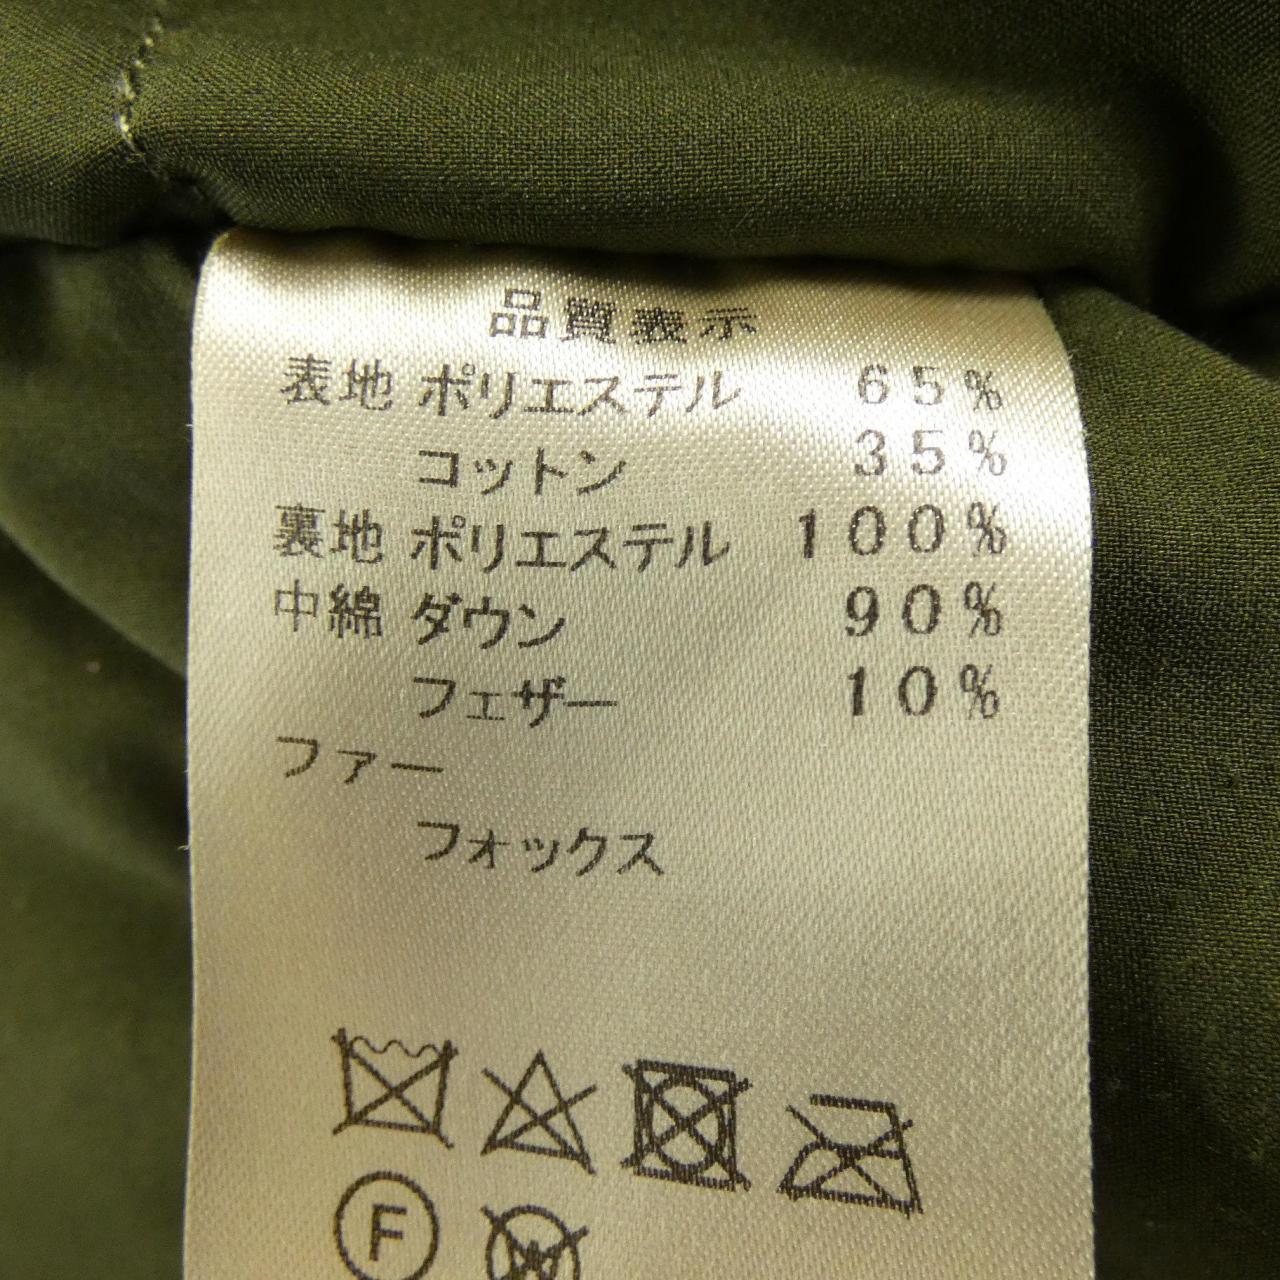 品質表示
表地 ポリエステル 65%
コットン 35%
裏地 ポリエステル 100%
中綿 ダウン 90%
フェザー 10%
ファー
フォックス
F
W